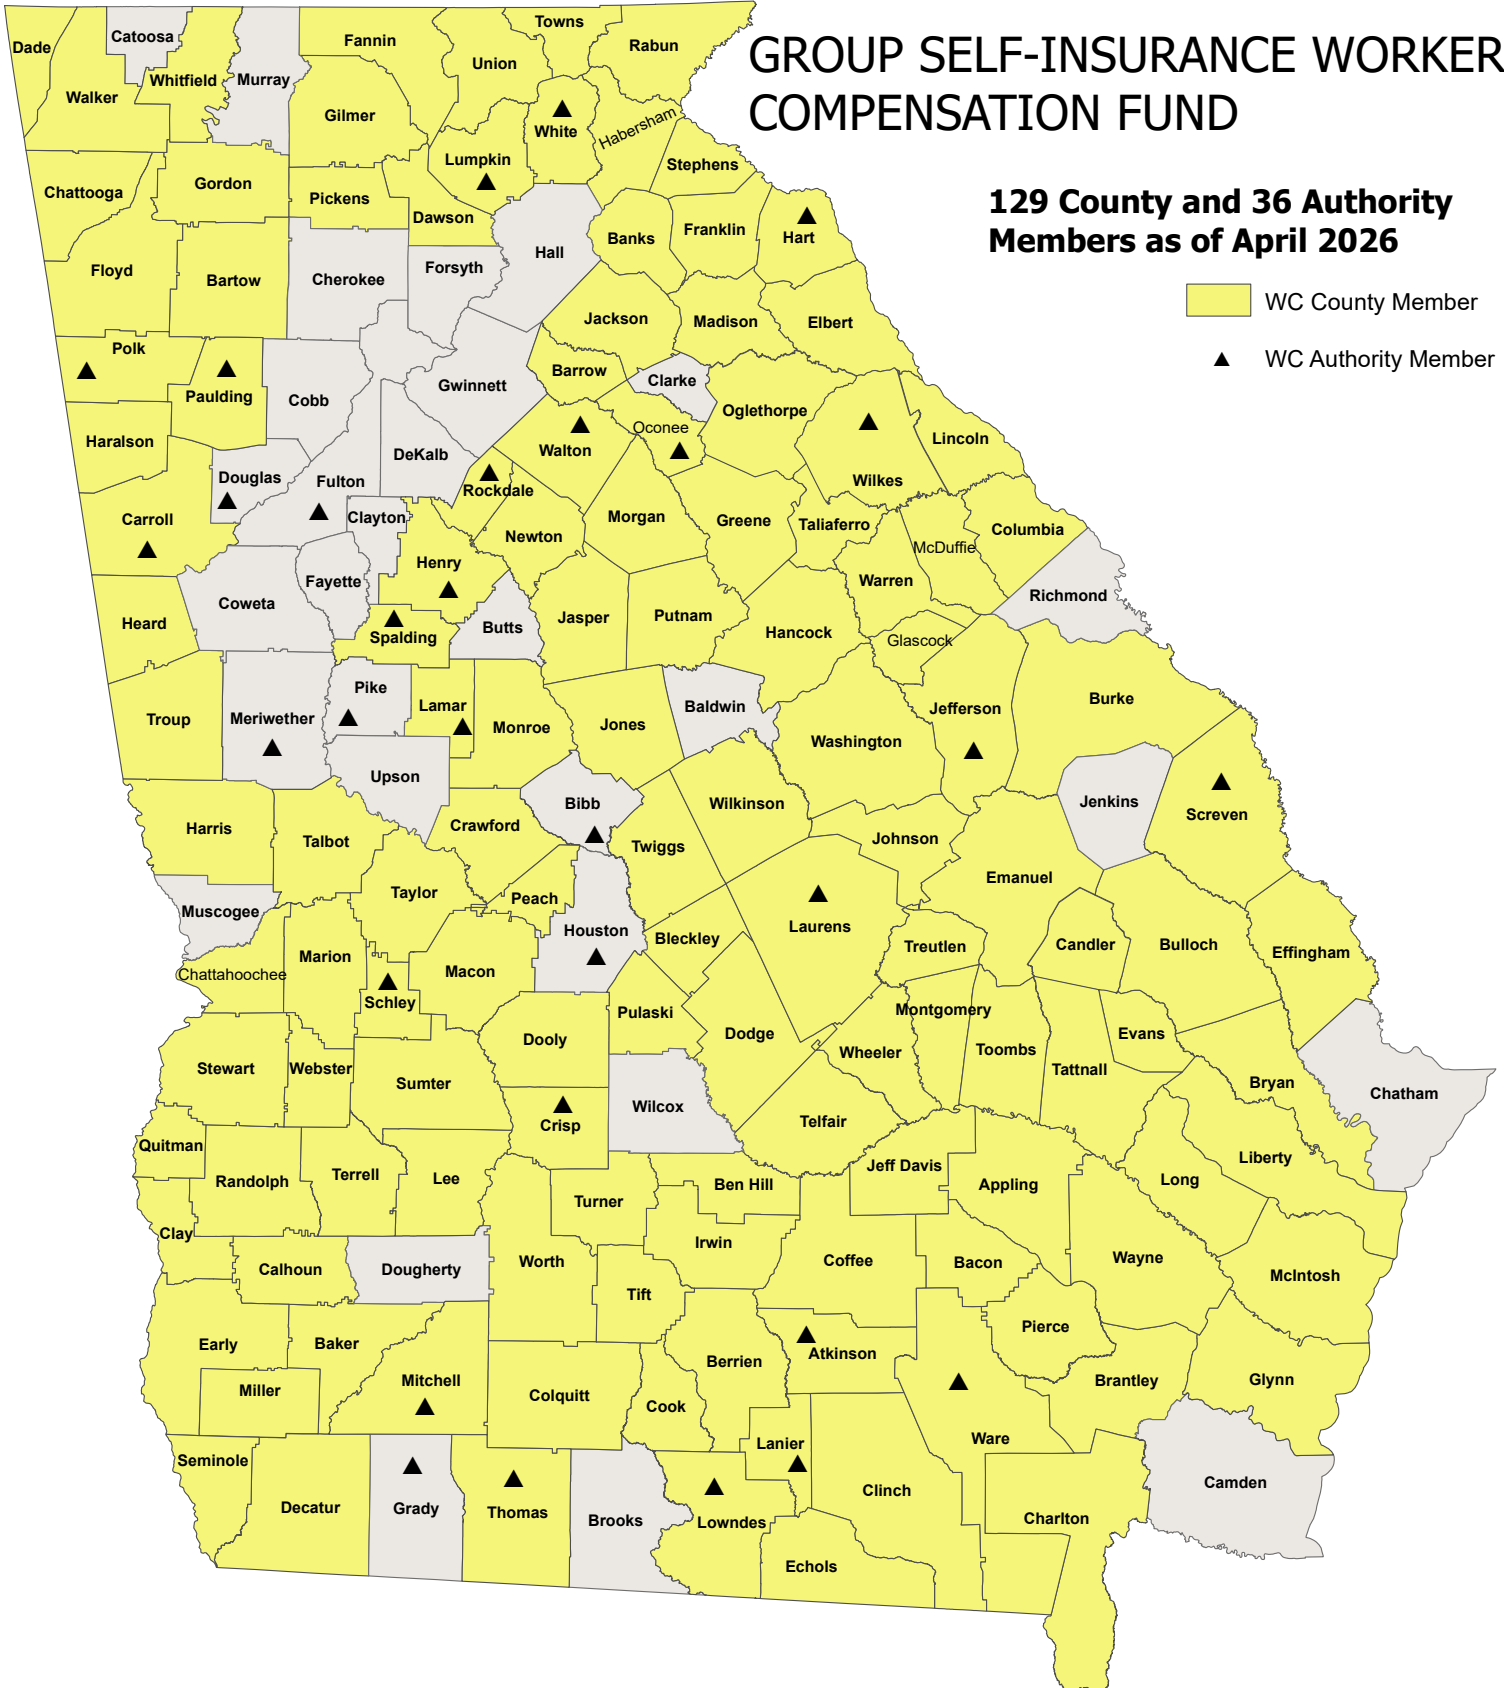 GROUP SELF-INSURANCE WORKER
COMPENSATION FUND
129 County and 36 Authority
Members as of April 2026
WC County Member
WC Authority Member
Dade
Catoosa
Walker
Whitfield
Murray
Fannin
Gilmer
Union
Towns
Rabun
White
Habersham
Lumpkin
Stephens
Chattooga
Gordon
Pickens
Dawson
Hall
Banks
Franklin
Hart
Floyd
Bartow
Cherokee
Forsyth
Jackson
Madison
Elbert
Polk
Paulding
Cobb
Gwinnett
Barrow
Clarke
Oglethorpe
Haralson
Douglas
Fulton
DeKalb
Rockdale
Walton
Oconee
Wilkes
Lincoln
Carroll
Clayton
Henry
Newton
Morgan
Greene
Taliaferro
McDuffie
Columbia
Warren
Richmond
Heard
Coweta
Fayette
Spalding
Butts
Jasper
Putnam
Hancock
Glascock
Troup
Meriwether
Pike
Lamar
Monroe
Jones
Baldwin
Washington
Jefferson
Burke
Upson
Bibb
Wilkinson
Jenkins
Screven
Harris
Talbot
Crawford
Twiggs
Johnson
Emanuel
Taylor
Peach
Laurens
Muscogee
Houston
Bleckley
Treutlen
Candler
Bulloch
Effingham
Chattahoochee
Marion
Schley
Macon
Pulaski
Dooly
Dodge
Montgomery
Wheeler
Toombs
Tattnall
Evans
Bryan
Chatham
Stewart
Webster
Sumter
Crisp
Wilcox
Telfair
Quitman
Randolph
Terrell
Lee
Turner
Ben Hill
Jeff Davis
Appling
Long
Liberty
Clay
Calhoun
Dougherty
Worth
Irwin
Tift
Coffee
Bacon
Wayne
McIntosh
Early
Baker
Miller
Mitchell
Colquitt
Cook
Berrien
Atkinson
Pierce
Brantley
Glynn
Ware
Lanier
Seminole
Decatur
Grady
Thomas
Brooks
Lowndes
Clinch
Echols
Charlton
Camden